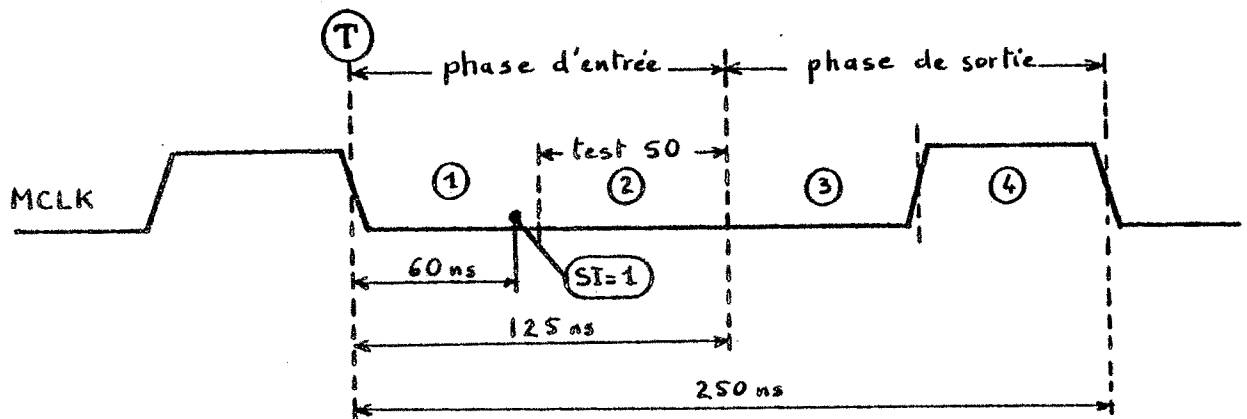 T
phase d'entrée
phase de sortie
test 50
MCLK
1
2
3
4
60 ns
SI=1
125 ns
250 ns